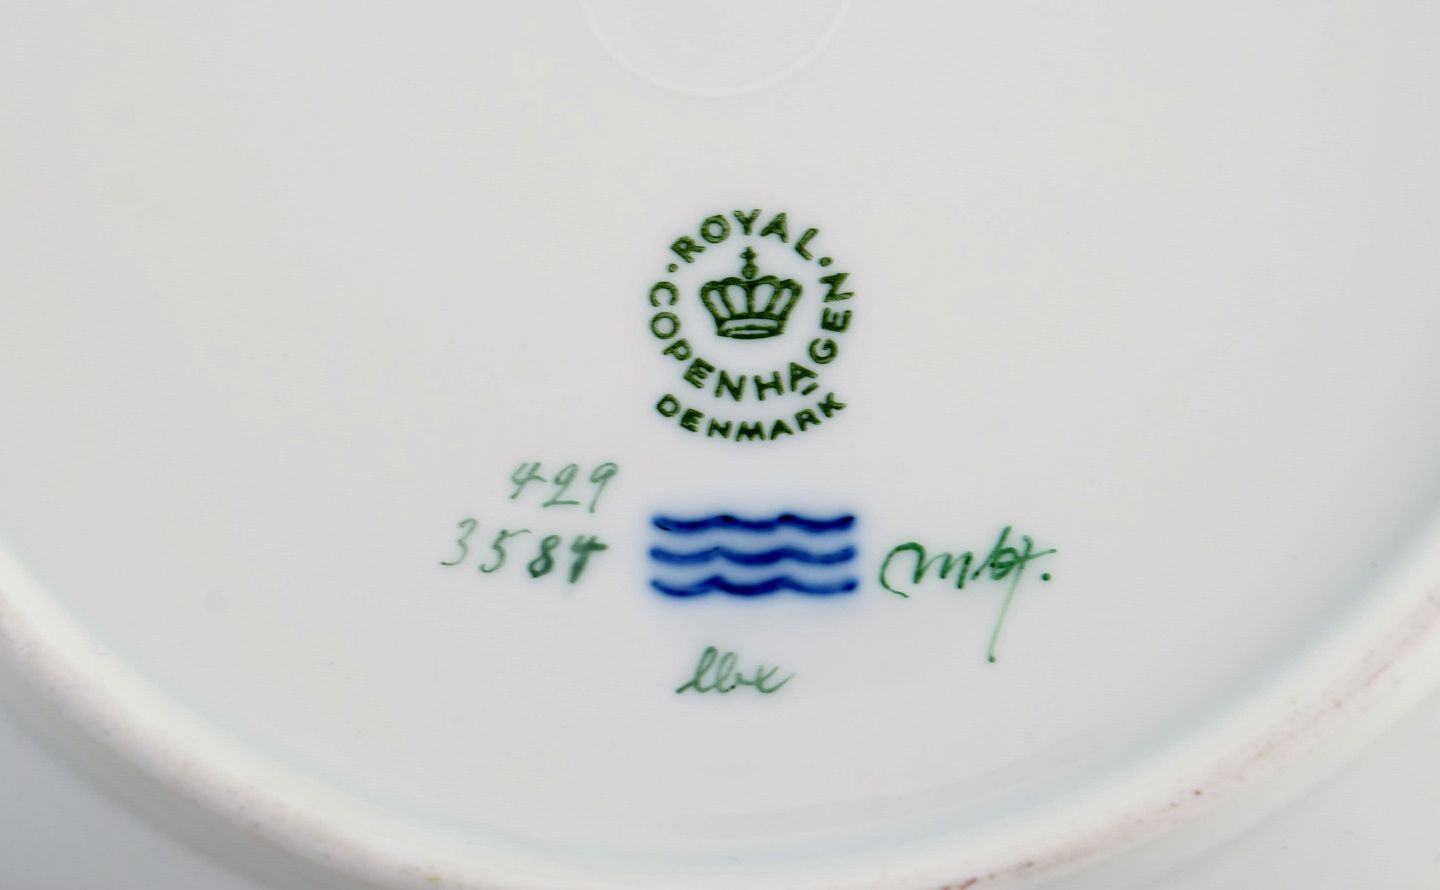 ROYAL
COPENHAGEN
DENMARK
429
3584